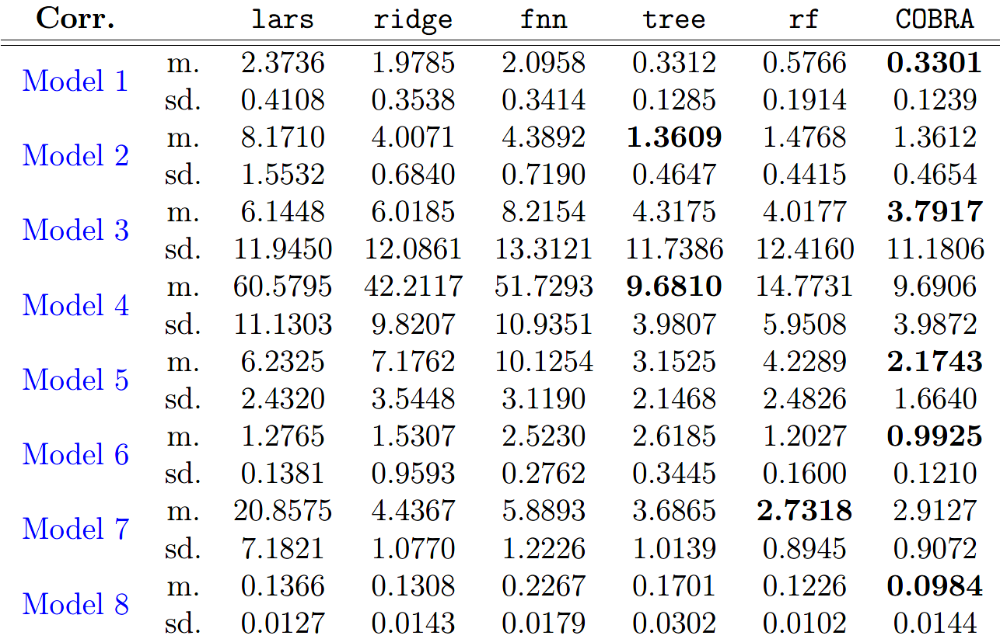 Corr. lars ridge fnn tree rf COBRA
Model 1
m. 2.3736 1.9785 2.0958 0.3312 0.5766 0.3301
sd. 0.4108 0.3538 0.3414 0.1285 0.1914 0.1239
Model 2
m. 8.1710 4.0071 4.3892 1.3609 1.4768 1.3612
sd. 1.5532 0.6840 0.7190 0.4647 0.4415 0.4654
Model 3
m. 6.1448 6.0185 8.2154 4.3175 4.0177 3.7917
sd. 11.9450 12.0861 13.3121 11.7386 12.4160 11.1806
Model 4
m. 60.5795 42.2117 51.7293 9.6810 14.7731 9.6906
sd. 11.1303 9.8207 10.9351 3.9807 5.9508 3.9872
Model 5
m. 6.2325 7.1762 10.1254 3.1525 4.2289 2.1743
sd. 2.4320 3.5448 3.1190 2.1468 2.4826 1.6640
Model 6
m. 1.2765 1.5307 2.5230 2.6185 1.2027 0.9925
sd. 0.1381 0.9593 0.2762 0.3445 0.1600 0.1210
Model 7
m. 20.8575 4.4367 5.8893 3.6865 2.7318 2.9127
sd. 7.1821 1.0770 1.2226 1.0139 0.8945 0.9072
Model 8
m. 0.1366 0.1308 0.2267 0.1701 0.1226 0.0984
sd. 0.0127 0.0143 0.0179 0.0302 0.0102 0.0144